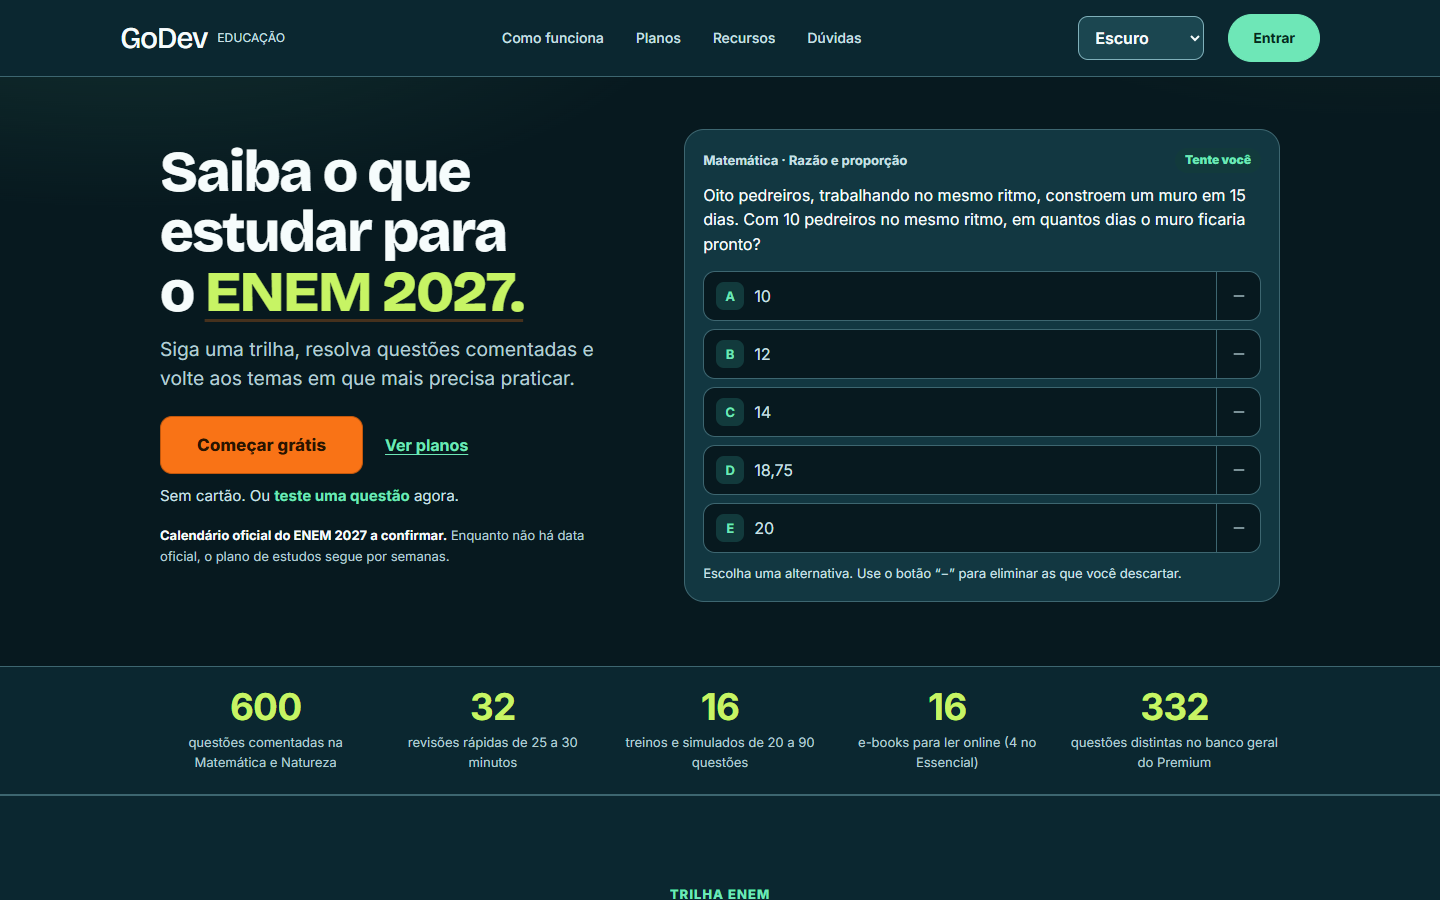 GoDev EDUCAÇÃO
Como funciona
Planos
Recursos
Dúvidas
Escuro
Entrar
Saiba o que
estudar para
o ENEM 2027.
Siga uma trilha, resolva questões comentadas e
volte aos temas em que mais precisa praticar.
Começar grátis
Ver planos
Sem cartão. Ou teste uma questão agora.
Calendário oficial do ENEM 2027 a confirmar. Enquanto não há data
oficial, o plano de estudos segue por semanas.
Matemática · Razão e proporção
Tente você
Oito pedreiros, trabalhando no mesmo ritmo, constroem um muro em 15
dias. Com 10 pedreiros no mesmo ritmo, em quantos dias o muro ficaria
pronto?
A 10 −
B 12 −
C 14 −
D 18,75 −
E 20 −
Escolha uma alternativa. Use o botão “−” para eliminar as que você descartar.
600
questões comentadas na
Matemática e Natureza
32
revisões rápidas de 25 a 30
minutos
16
treinos e simulados de 20 a 90
questões
16
e-books para ler online (4 no
Essencial)
332
questões distintas no banco geral
do Premium
TRILHA ENEM